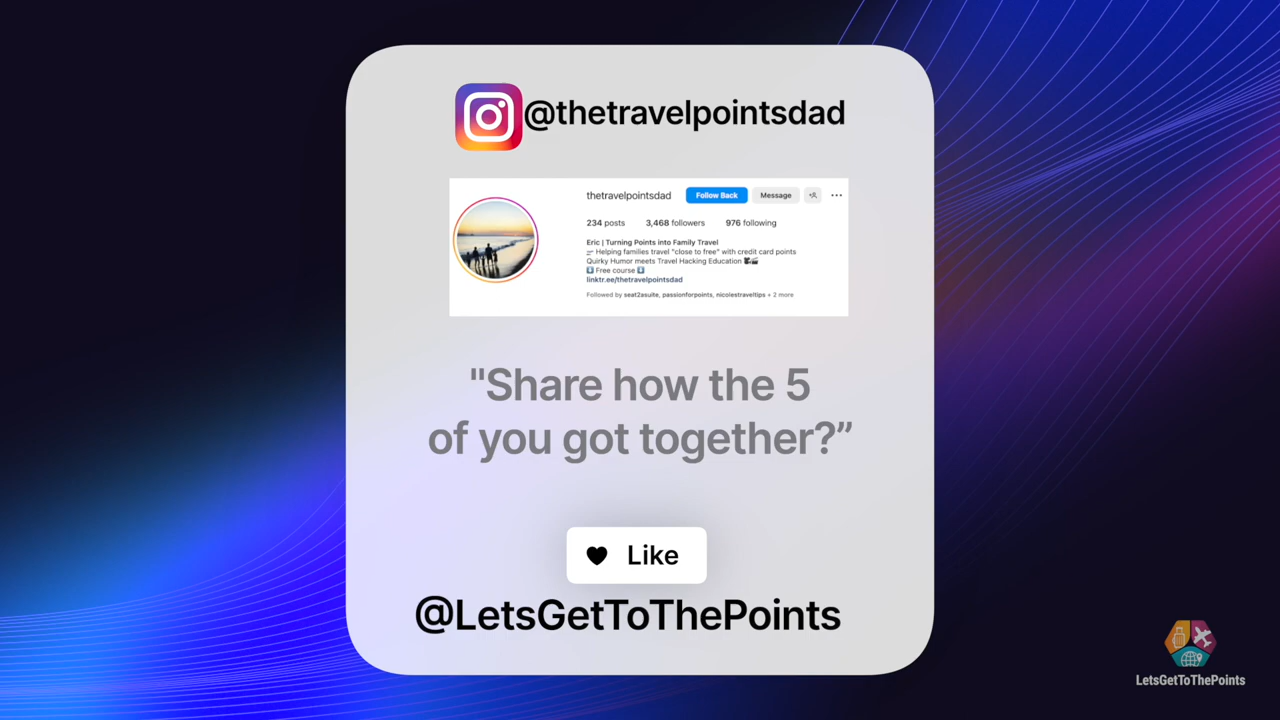 @thetravelpointsdad
thetravelpointsdad Follow Back Message
234 posts 3,468 followers 976 following
Eric | Turning Points into Family Travel
Helping families travel "close to free" with credit card points
Quirky Humor meets Travel Hacking Education
Free course
linktr.ee/thetravelpointsdad
Followed by seat2asuite, passionforpoints, nicolestraveltips + 2 more
"Share how the 5
of you got together?”
Like
@LetsGetToThePoints
LetsGetToThePoints